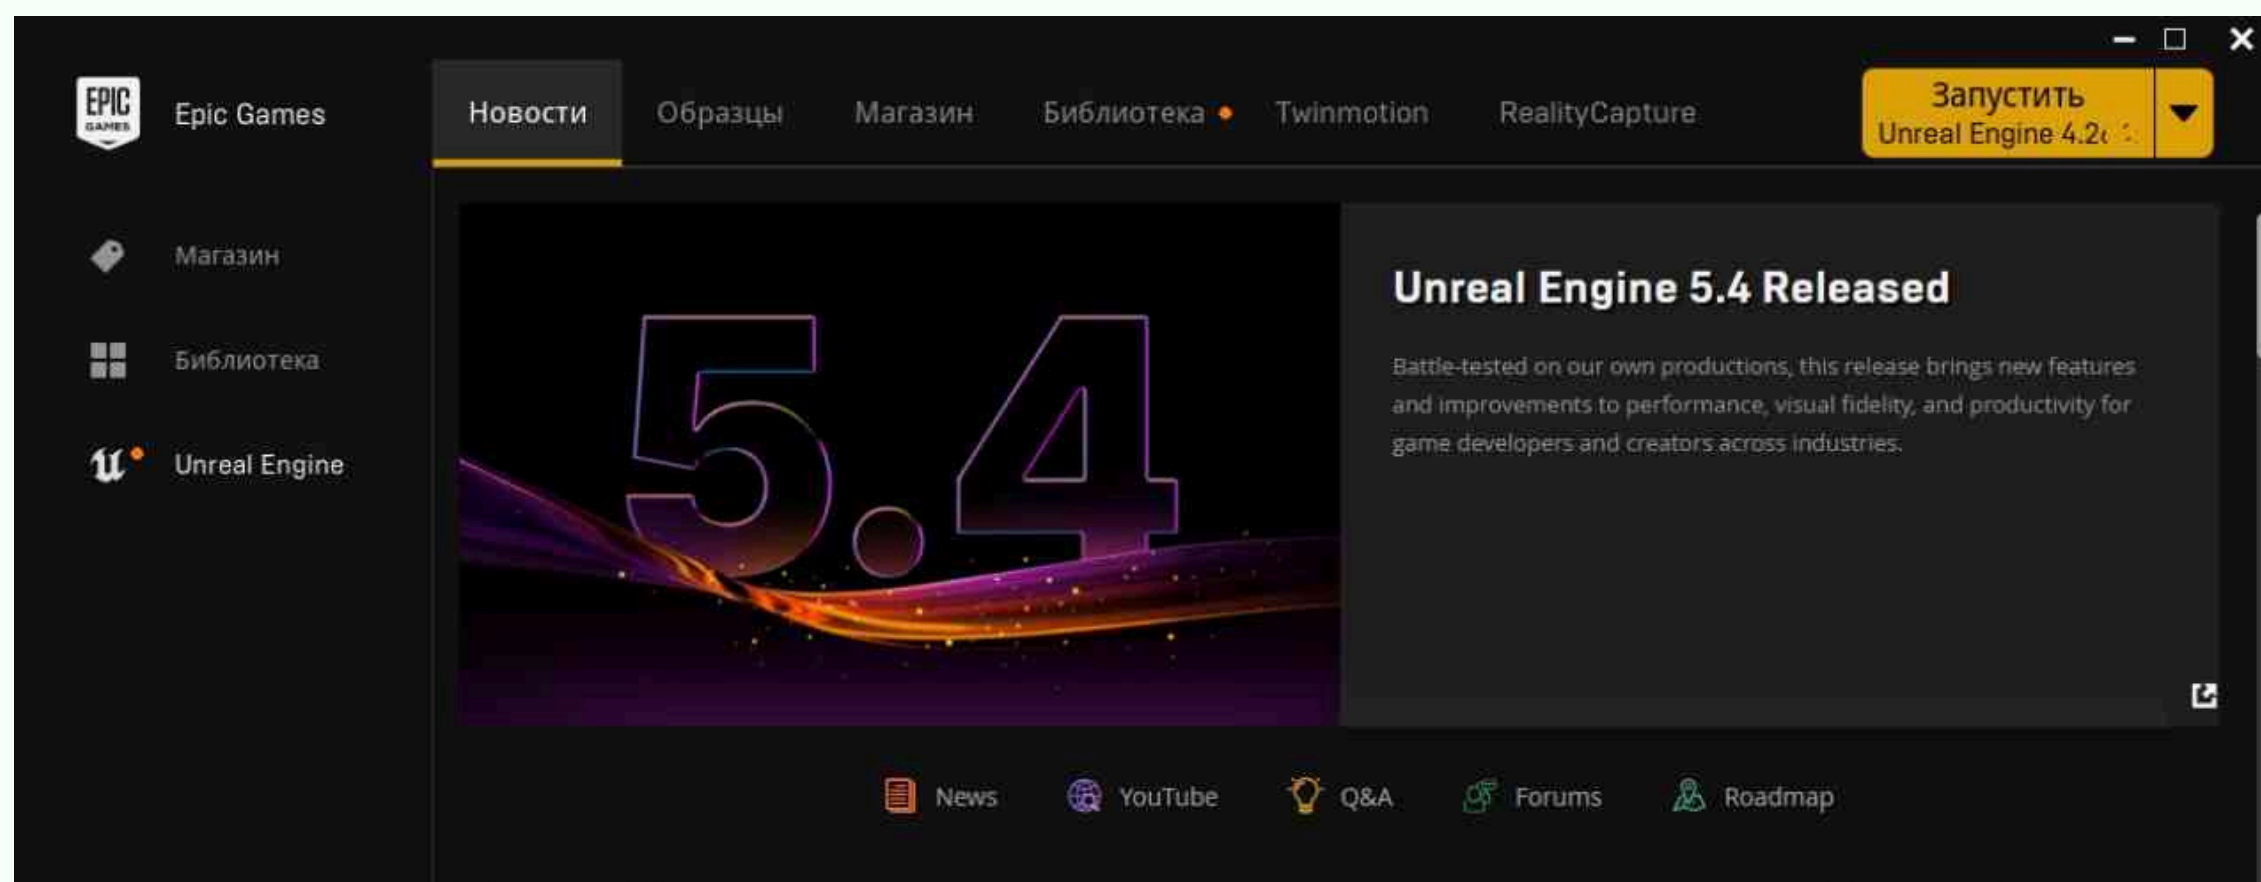 EPIC
GAMES
Epic Games
Новости
Образцы
Магазин
Библиотека
Twinmotion
RealityCapture
Запустить
Unreal Engine
Магазин
Библиотека
Unreal Engine
5.4
Unreal Engine 5.4 Released
Battle-tested on our own productions, this release brings new features
and improvements to performance, visual fidelity, and productivity for
game developers and creators across industries.
News
YouTube
Q&A
Forums
Roadmap